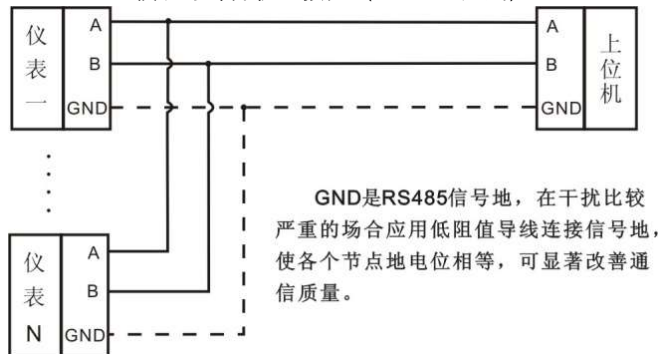 仪表一
A
B
GND
A
B
GND
上位机
仪表N
A
B
GND
GND是RS485信号地，在干扰比较
严重的场合应用低阻值导线连接信号地，
使各个节点地电位相等，可显著改善通
信质量。